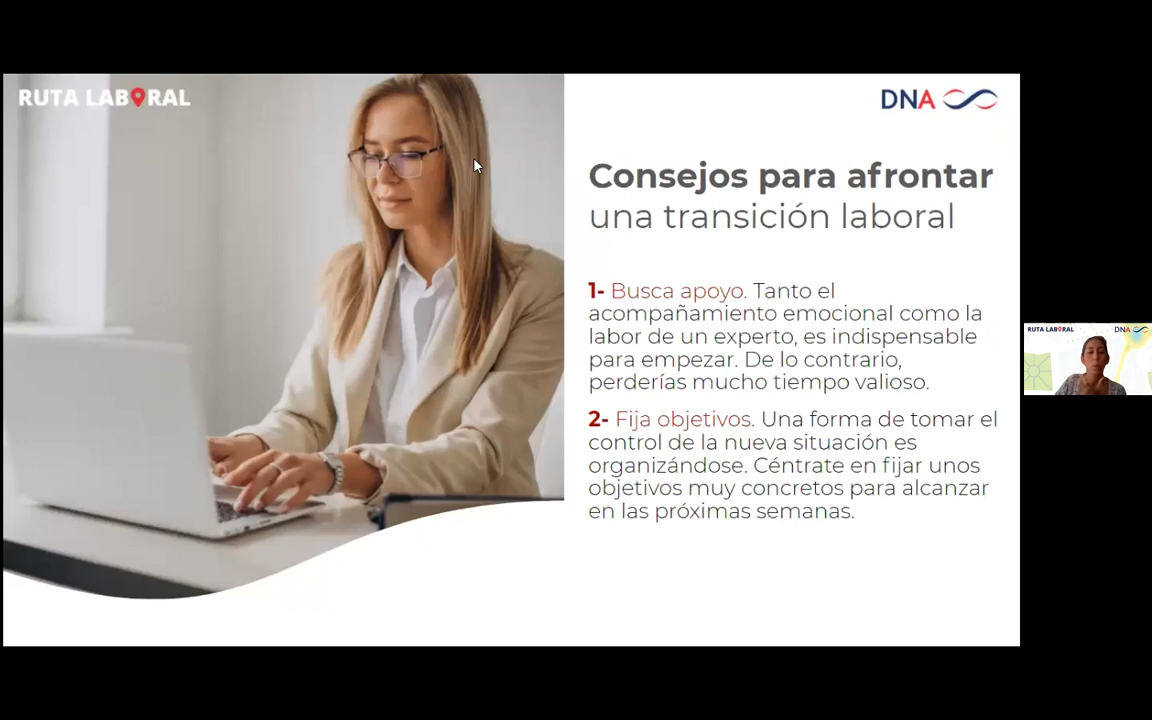 RUTA LABORAL
DNA
Consejos para afrontar
una transición laboral
1- Busca apoyo. Tanto el
acompañamiento emocional como la
labor de un experto, es indispensable
para empezar. De lo contrario,
perderías mucho tiempo valioso.
2- Fija objetivos. Una forma de tomar el
control de la nueva situación es
organizándose. Céntrate en fijar unos
objetivos muy concretos para alcanzar
en las próximas semanas.
RUTA LABORAL
DNA